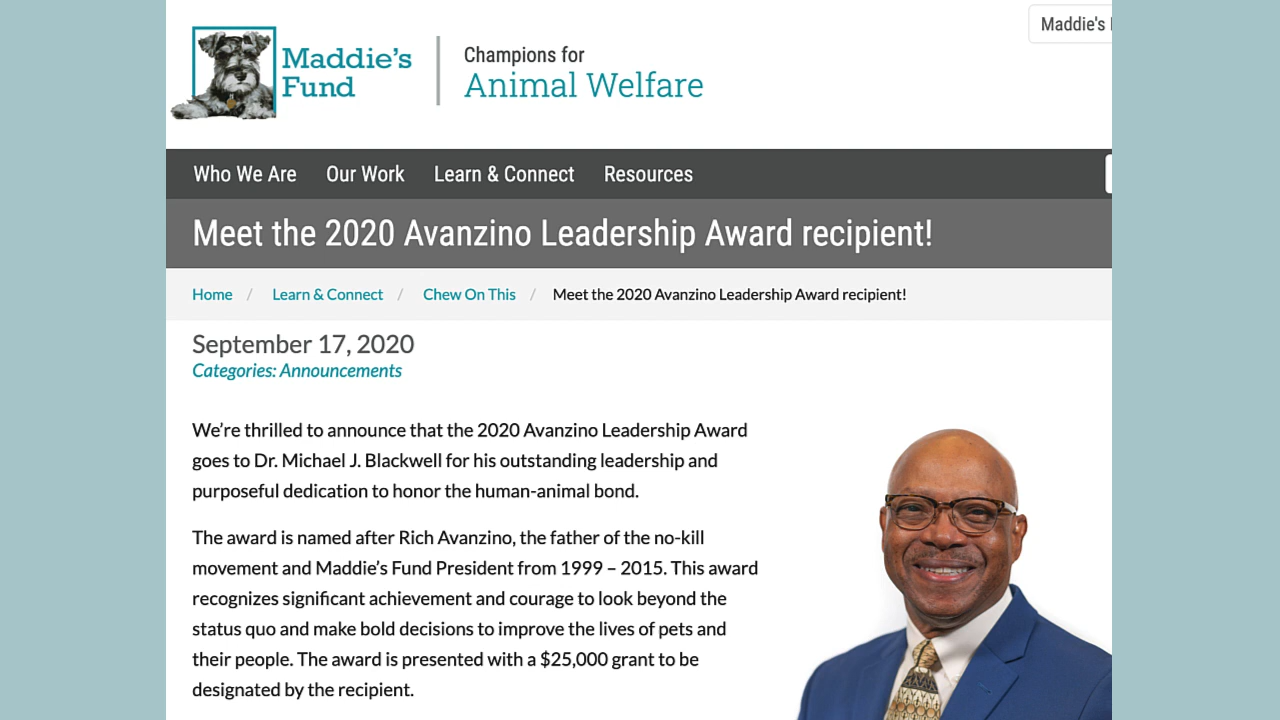 Maddie's
Maddie's
Fund
Champions for
Animal Welfare
Who We Are Our Work Learn & Connect Resources
Meet the 2020 Avanzino Leadership Award recipient!
Home / Learn & Connect / Chew On This / Meet the 2020 Avanzino Leadership Award recipient!
September 17, 2020
Categories: Announcements
We’re thrilled to announce that the 2020 Avanzino Leadership Award
goes to Dr. Michael J. Blackwell for his outstanding leadership and
purposeful dedication to honor the human-animal bond.
The award is named after Rich Avanzino, the father of the no-kill
movement and Maddie’s Fund President from 1999 – 2015. This award
recognizes significant achievement and courage to look beyond the
status quo and make bold decisions to improve the lives of pets and
their people. The award is presented with a $25,000 grant to be
designated by the recipient.